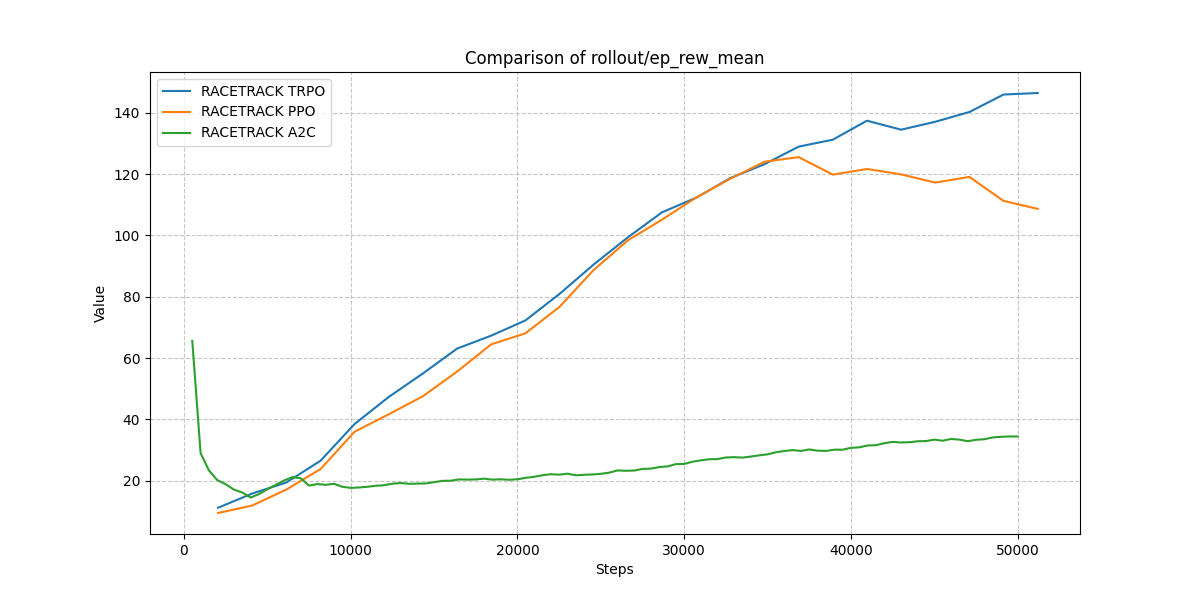 Comparison of rollout/ep_rew_mean
RACETRACK TRPO
RACETRACK PPO
RACETRACK A2C
Value
140
120
100
80
60
40
20
0
10000
20000
30000
40000
50000
Steps